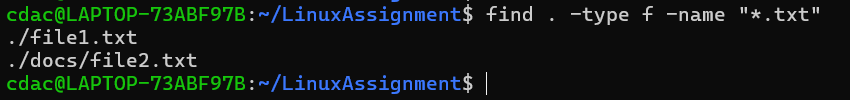 cdac@LAPTOP-73ABF97B:~/LinuxAssignment$ find . -type f -name "*.txt"
./file1.txt
./docs/file2.txt
cdac@LAPTOP-73ABF97B:~/LinuxAssignment$